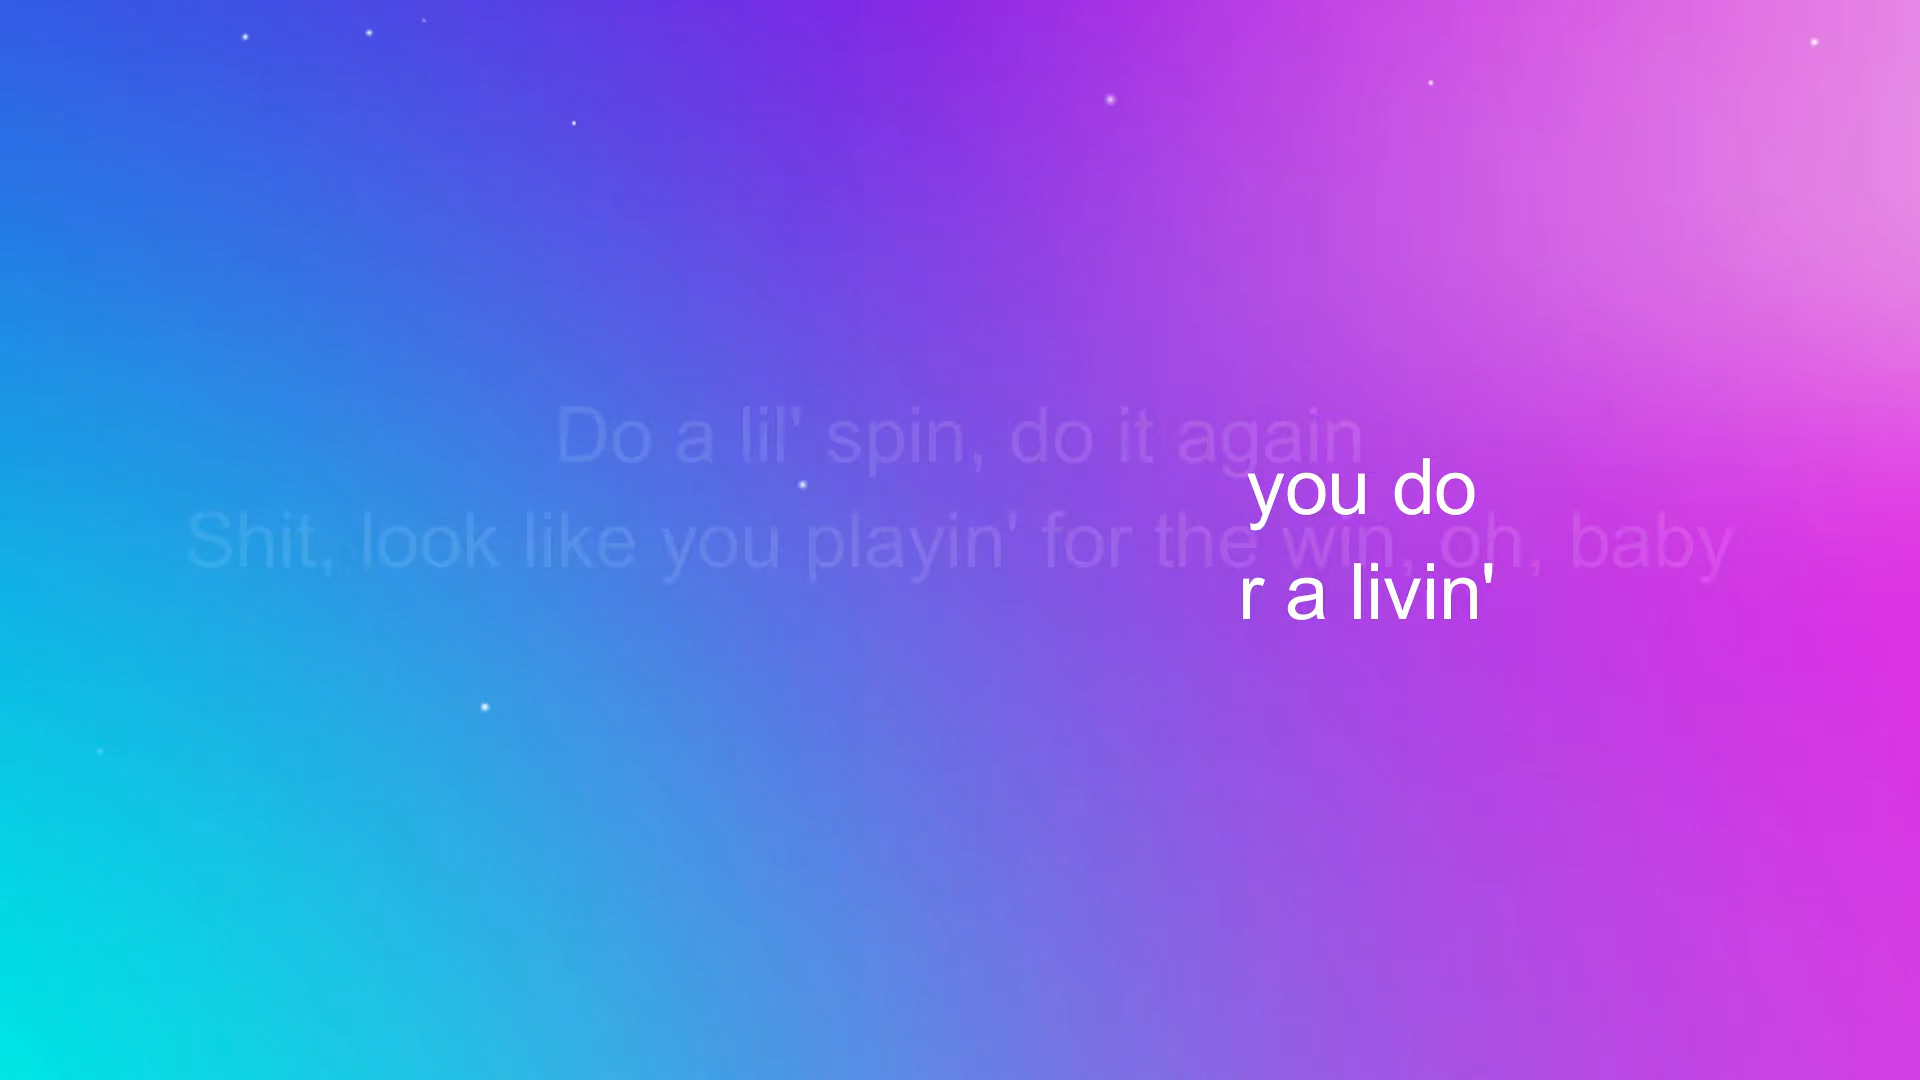 Do a lil' spin, do it again
you do
Shit, look like you playin' for the win, oh, baby
r a livin'